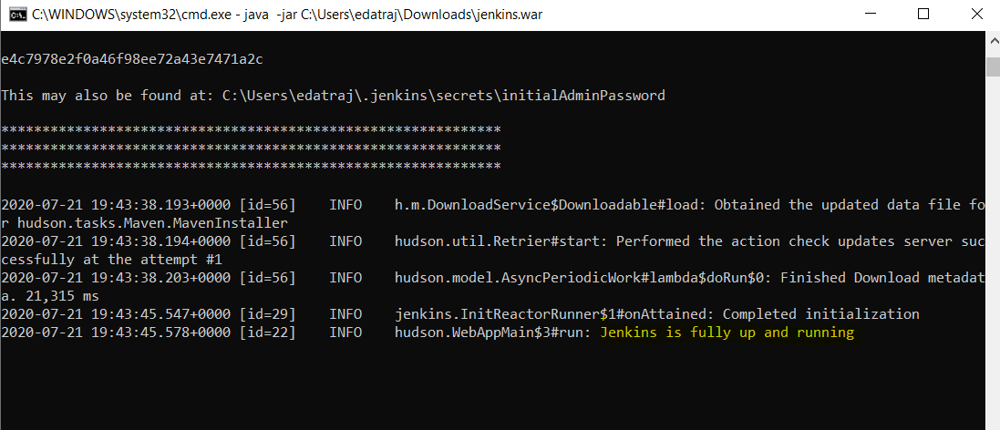 C:\WINDOWS\system32\cmd.exe - java  -jar C:\Users\edatraj\Downloads\jenkins.war
e4c7978e2f0a46f98ee72a43e7471a2c
This may also be found at: C:\Users\edatraj\.jenkins\secrets\initialAdminPassword
*************************************************************
*************************************************************
*************************************************************
2020-07-21 19:43:38.193+0000 [id=56]    INFO    h.m.DownloadService$Downloadable#load: Obtained the updated data file fo
r hudson.tasks.Maven.MavenInstaller
2020-07-21 19:43:38.194+0000 [id=56]    INFO    hudson.util.Retrier#start: Performed the action check updates server suc
cessfully at the attempt #1
2020-07-21 19:43:38.203+0000 [id=56]    INFO    hudson.model.AsyncPeriodicWork#lambda$doRun$0: Finished Download metadat
a. 21,315 ms
2020-07-21 19:43:45.547+0000 [id=29]    INFO    jenkins.InitReactorRunner$1#onAttained: Completed initialization
2020-07-21 19:43:45.578+0000 [id=22]    INFO    hudson.WebAppMain$3#run: Jenkins is fully up and running